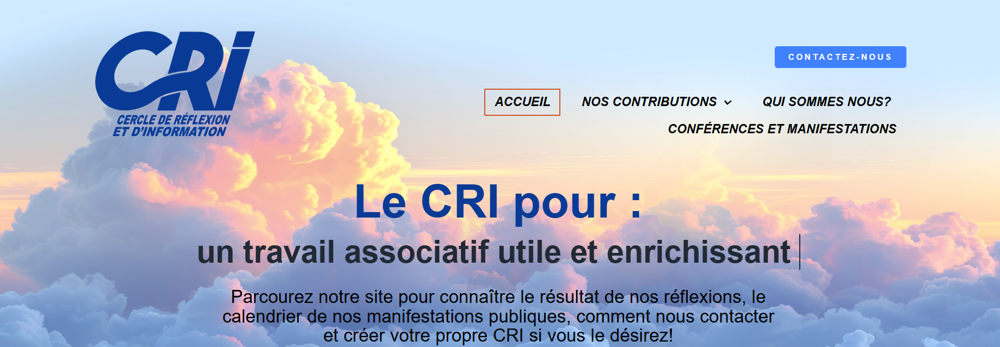 CRI
CERCLE DE RÉFLEXION
ET D'INFORMATION
CONTACTEZ-NOUS
ACCUEIL NOS CONTRIBUTIONS QUI SOMMES NOUS?
CONFÉRENCES ET MANIFESTATIONS
Le CRI pour :
un travail associatif utile et enrichissant
Parcourez notre site pour connaître le résultat de nos réflexions, le
calendrier de nos manifestations publiques, comment nous contacter
et créer votre propre CRI si vous le désirez!